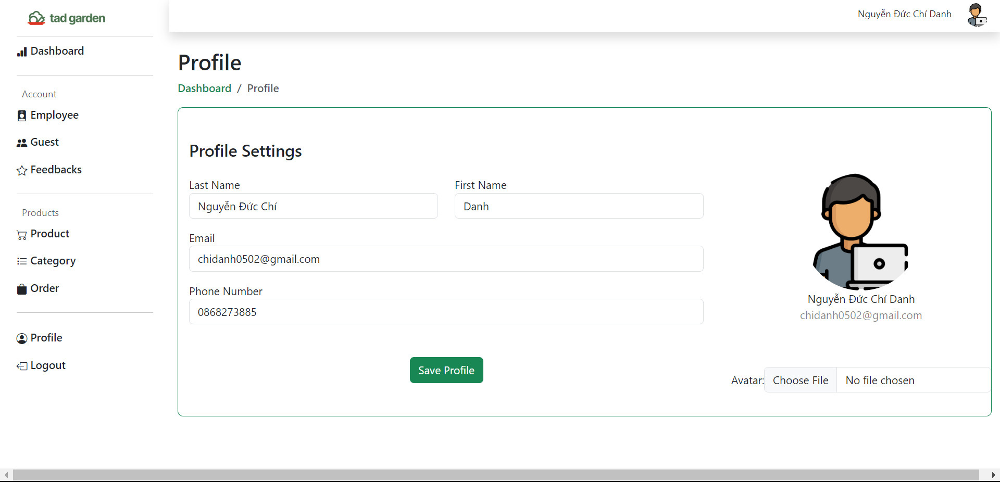 tad garden
Dashboard
Account
Employee
Guest
Feedbacks
Products
Product
Category
Order
Profile
Logout
Nguyễn Đức Chí Danh
Profile
Dashboard / Profile
Profile Settings
Last Name
First Name
Nguyễn Đức Chí
Danh
Email
chidanh0502@gmail.com
Phone Number
0868273885
Save Profile
Nguyễn Đức Chí Danh
chidanh0502@gmail.com
Avatar: Choose File No file chosen